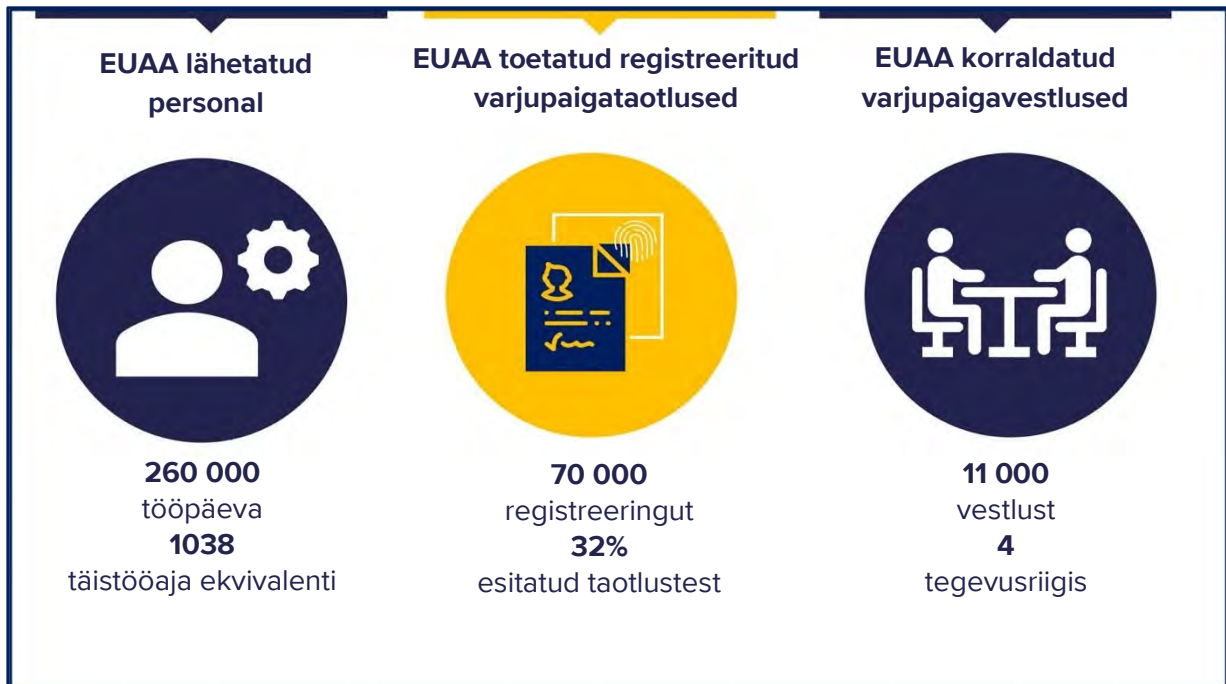 EUAA lähetatud
personal
260 000
tööpäeva
1038
täistööaja ekvivalenti
EUAA toetatud registreeritud
varjupaigataotlused
70 000
registreeringut
32%
esitatud taotlustest
EUAA korraldatud
varjupaigavestlused
11 000
vestlust
4
tegevusriigis